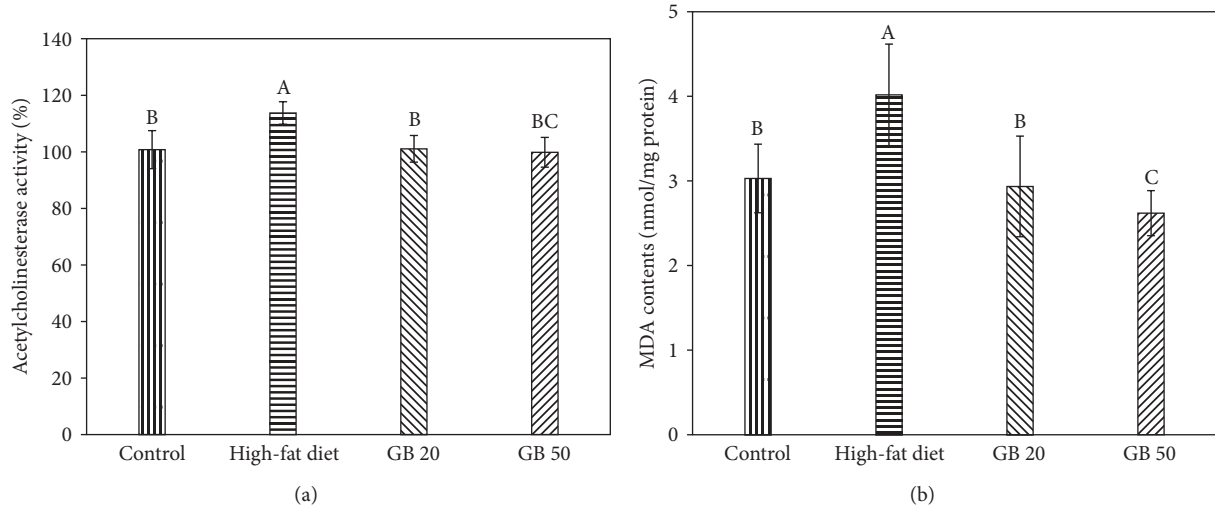 Acetylcholinesterase activity (%)
140
120
100
80
60
40
20
0
B
A
B
BC
Control
High-fat diet
GB 20
GB 50
(a)
MDA contents (nmol/mg protein)
5
4
3
2
1
0
B
A
B
C
Control
High-fat diet
GB 20
GB 50
(b)